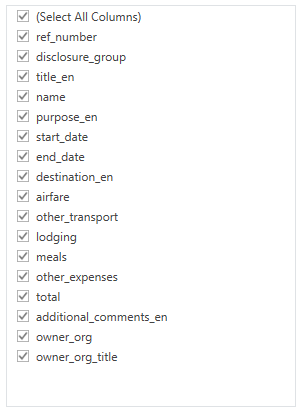 (Select All Columns)
ref_number
disclosure_group
title_en
name
purpose_en
start_date
end_date
destination_en
airfare
other_transport
lodging
meals
other_expenses
total
additional_comments_en
owner_org
owner_org_title